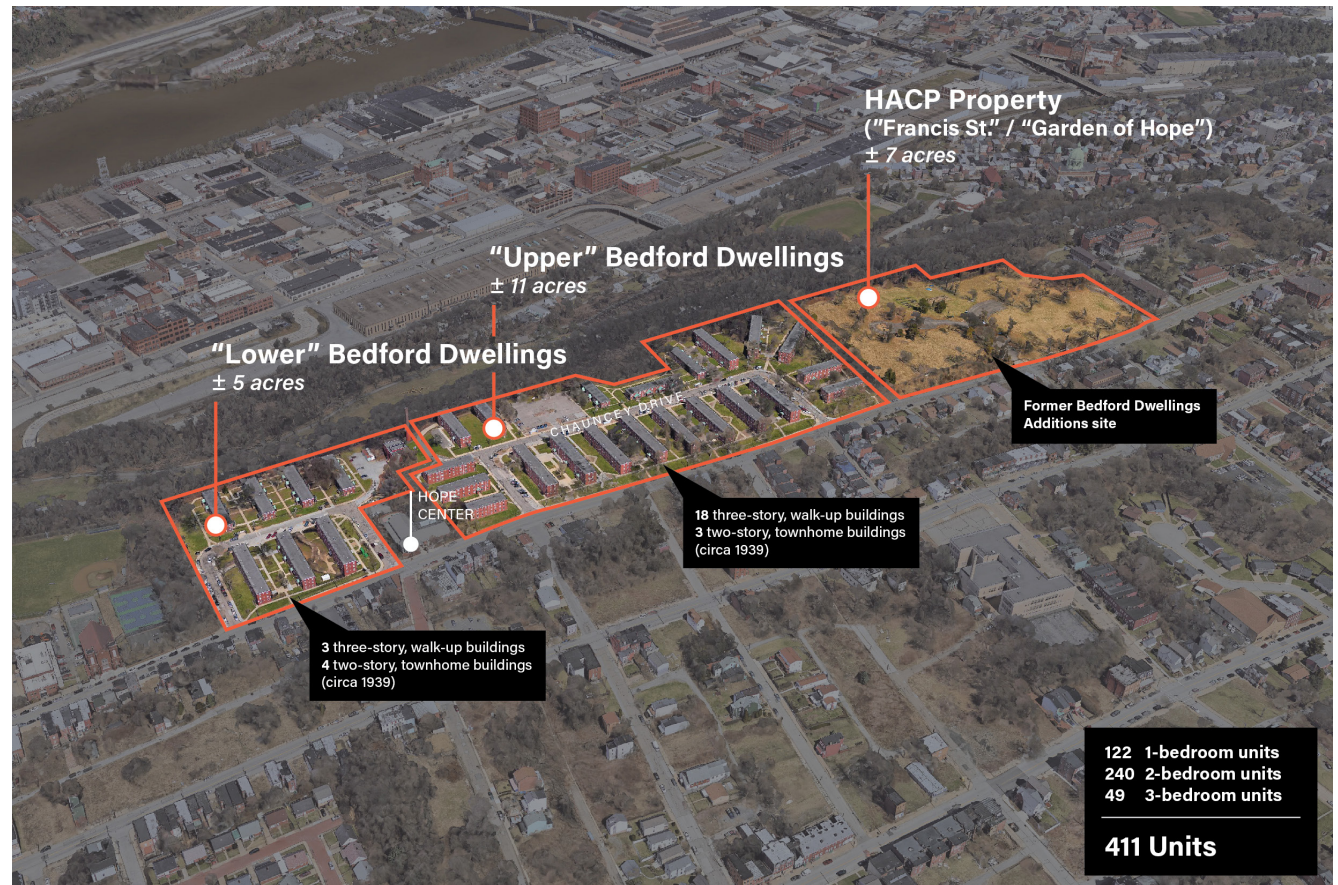 HACP Property
("Francis St." / "Garden of Hope")
± 7 acres
"Upper" Bedford Dwellings
± 11 acres
"Lower" Bedford Dwellings
± 5 acres
CHAUNCEY DRIVE
Former Bedford Dwellings
Additions site
HOPE
CENTER
18 three-story, walk-up buildings
3 two-story, townhome buildings
(circa 1939)
3 three-story, walk-up buildings
4 two-story, townhome buildings
(circa 1939)
122 1-bedroom units
240 2-bedroom units
49 3-bedroom units
411 Units